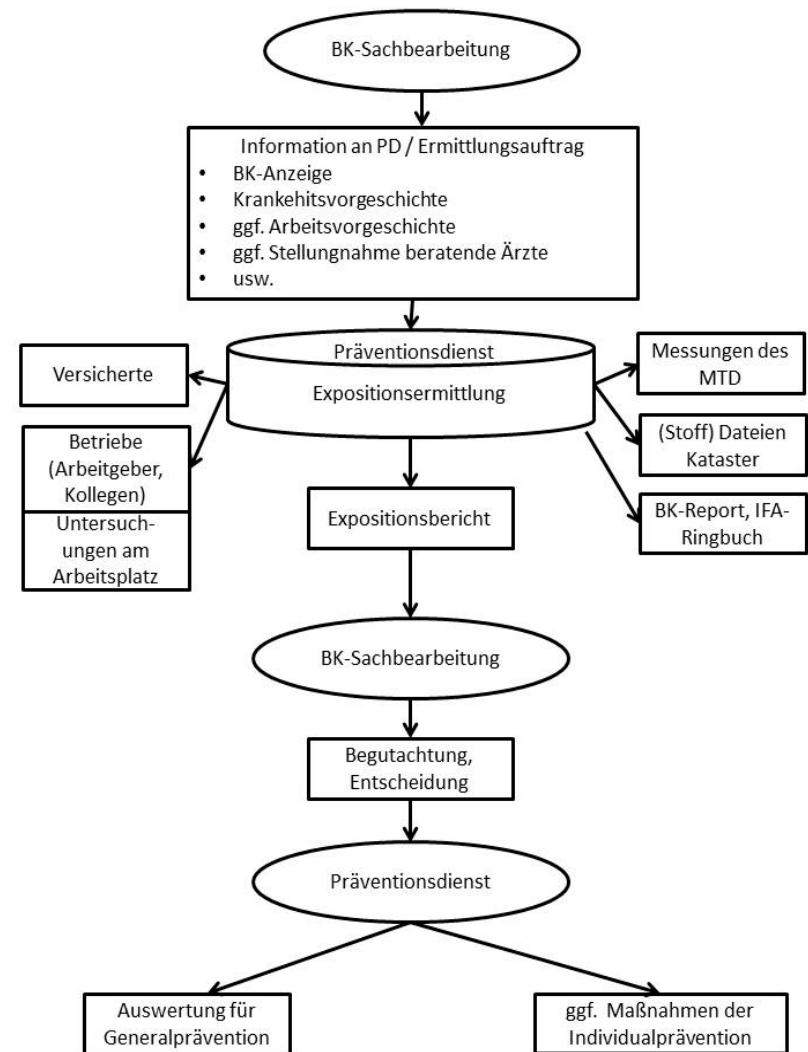 BK-Sachbearbeitung
Information an PD / Ermittlungsauftrag
• BK-Anzeige
• Krankehitsvorgeschichte
• ggf. Arbeitsvorgeschichte
• ggf. Stellungnahme beratende Ärzte
• usw.
Präventionsdienst
Expositionsermittlung
Versicherte
Betriebe
(Arbeitgeber,
Kollegen)
Untersuch-
ungen am
Arbeitsplatz
Messungen des
MTD
(Stoff) Dateien
Kataster
BK-Report, IFA-
Ringbuch
Expositionsbericht
BK-Sachbearbeitung
Begutachtung,
Entscheidung
Präventionsdienst
Auswertung für
Generalprävention
ggf. Maßnahmen der
Individualprävention